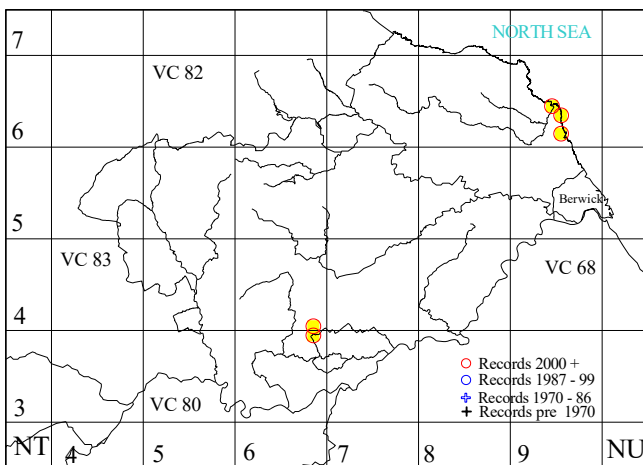 NORTH SEA
7
VC 82
6
Berwick
5
VC 83
VC 68
4
Records 2000 +
Records 1987 - 99
Records 1970 - 86
Records pre 1970
VC 80
3
NT 4 5 6 7 8 9 NU